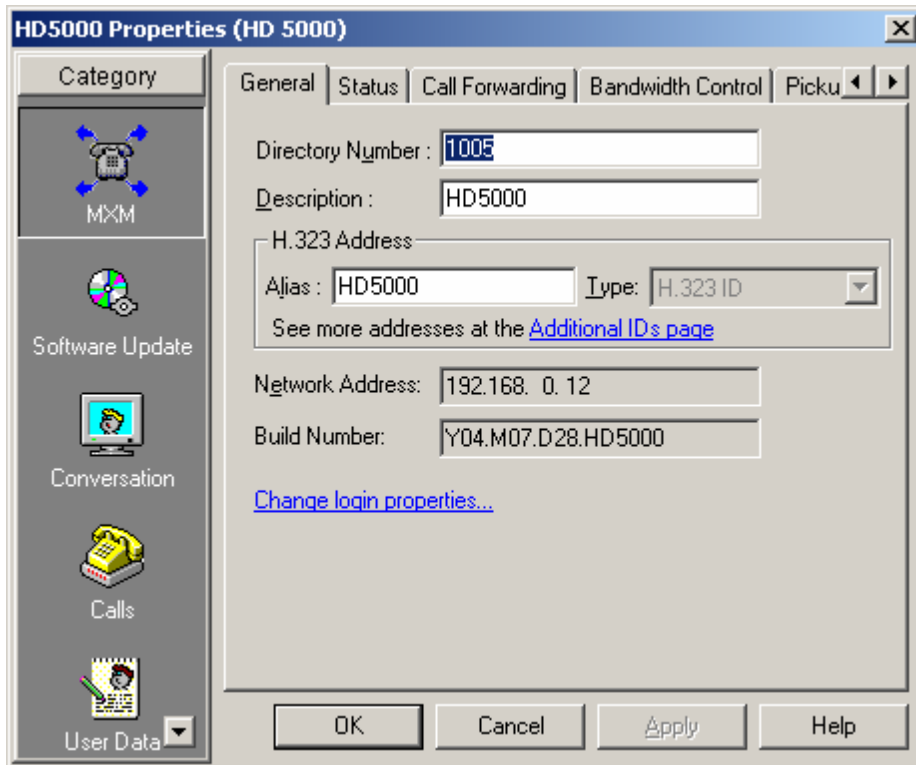 HD5000 Properties (HD 5000)
Category
MXM
Software Update
Conversation
Calls
User Data
General Status Call Forwarding Bandwidth Control Picku
Directory Number : 1005
Description : HD5000
H.323 Address
Alias : HD5000 Type: H.323 ID
See more addresses at the Additional IDs page
Network Address: 192.168. 0. 12
Build Number: Y04.M07.D28.HD5000
Change login properties...
OK Cancel Apply Help